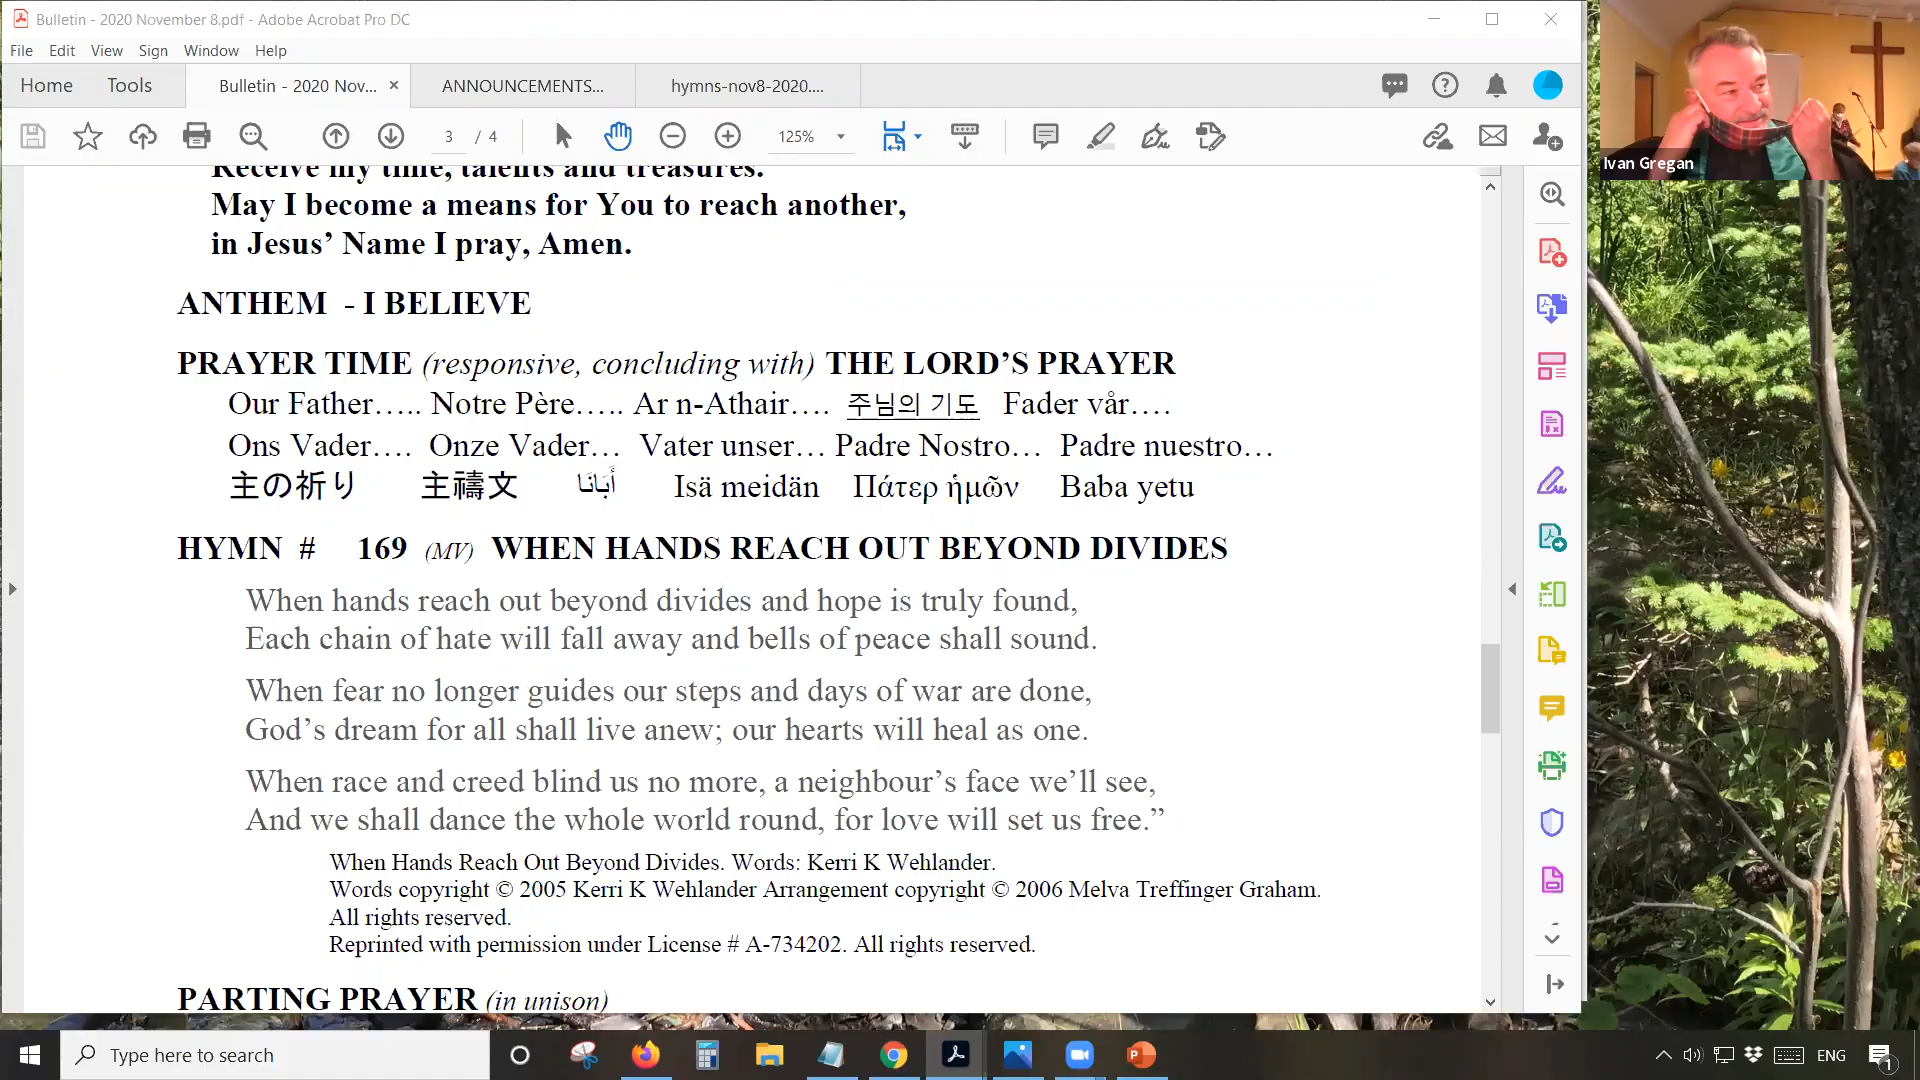 Bulletin - 2020 November 8.pdf - Adobe Acrobat Pro DC
File Edit View Sign Window Help
Home Tools Bulletin - 2020 Nov... × ANNOUNCEMENTS... hymns-nov8-2020....
3 / 4 125%
Receive my time, talents and treasures.
May I become a means for You to reach another,
in Jesus’ Name I pray, Amen.
ANTHEM - I BELIEVE
PRAYER TIME (responsive, concluding with) THE LORD’S PRAYER
Our Father….. Notre Père….. Ar n-Athair…. 주님의 기도 Fader vår….
Ons Vader…. Onze Vader… Vater unser… Padre Nostro… Padre nuestro…
主の祈り 主禱文 أَبَانَا Isä meidän Πάτερ ἡμῶν Baba yetu
HYMN # 169 (MV) WHEN HANDS REACH OUT BEYOND DIVIDES
When hands reach out beyond divides and hope is truly found,
Each chain of hate will fall away and bells of peace shall sound.
When fear no longer guides our steps and days of war are done,
God’s dream for all shall live anew; our hearts will heal as one.
When race and creed blind us no more, a neighbour’s face we’ll see,
And we shall dance the whole world round, for love will set us free.”
When Hands Reach Out Beyond Divides. Words: Kerri K Wehlander.
Words copyright © 2005 Kerri K Wehlander Arrangement copyright © 2006 Melva Treffinger Graham.
All rights reserved.
Reprinted with permission under License # A-734202. All rights reserved.
PARTING PRAYER (in unison)
Ivan Gregan
Type here to search
ENG
1